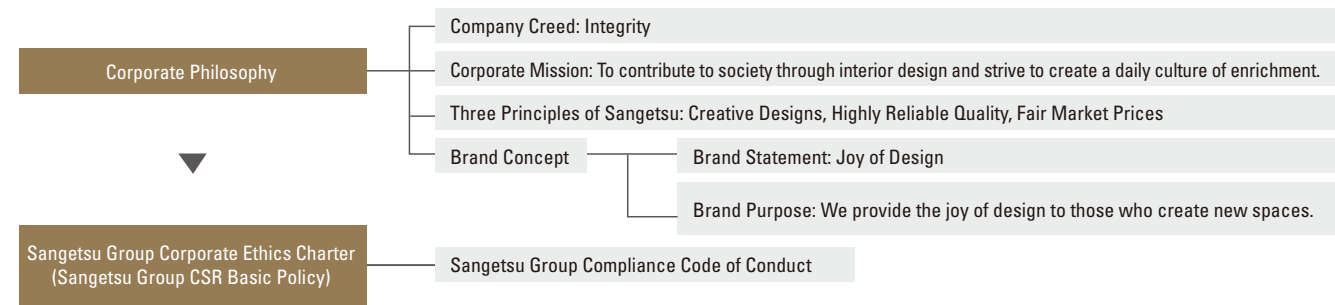 Corporate Philosophy
Company Creed: Integrity
Corporate Mission: To contribute to society through interior design and strive to create a daily culture of enrichment.
Three Principles of Sangetsu: Creative Designs, Highly Reliable Quality, Fair Market Prices
Brand Concept
Brand Statement: Joy of Design
Brand Purpose: We provide the joy of design to those who create new spaces.
Sangetsu Group Corporate Ethics Charter
(Sangetsu Group CSR Basic Policy)
Sangetsu Group Compliance Code of Conduct